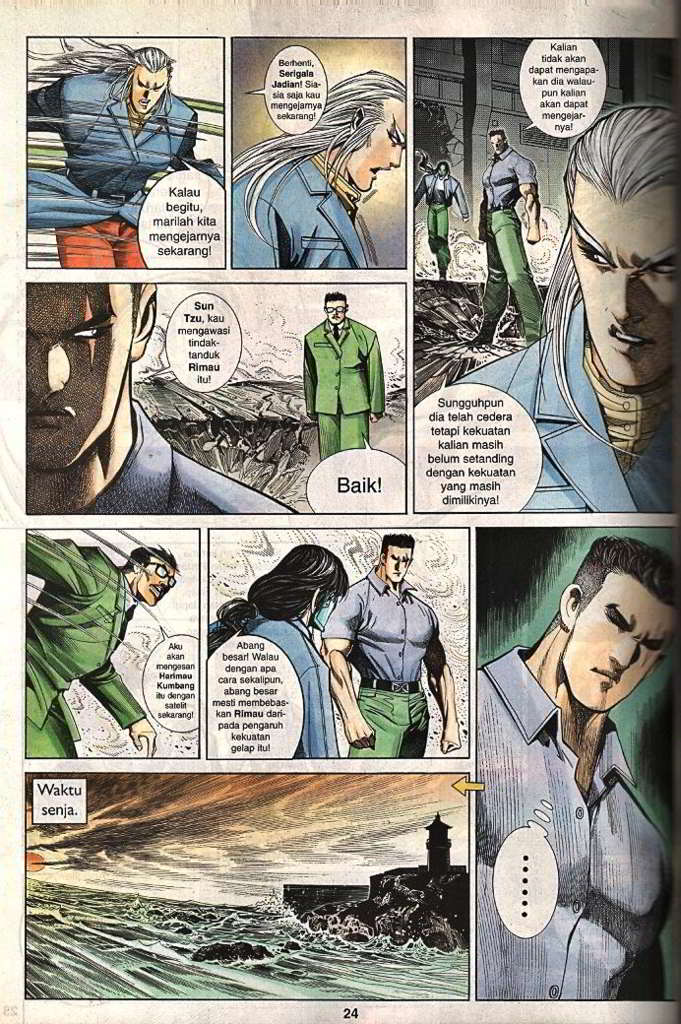 Kalau
begitu,
marilah kita
mengejarnya
sekarang!
Berhenti,
Serigala
Jadian! Sia-
sia saja kau
mengejarnya
sekarang!
Kalian
tidak akan
dapat mengapa-
kan dia walau-
pun kalian
akan dapat
mengejar-
nya!
Sungguhpun
dia telah cedera
tetapi kekuatan
kalian masih
belum setanding
dengan kekuatan
yang masih
dimilikinya!
Sun
Tzu, kau
mengawasi
tindak-
tanduk
Rimau
itu!
Baik!
Aku
akan
mengesan
Harimau
Kumbang
itu dengan
satelit
sekarang!
Abang
besar! Walau
dengan apa
cara sekalipun,
abang besar
mesti membebas-
kan Rimau dari-
pada pengaruh
kekuatan
gelap itu!
......
Waktu
senja.
24